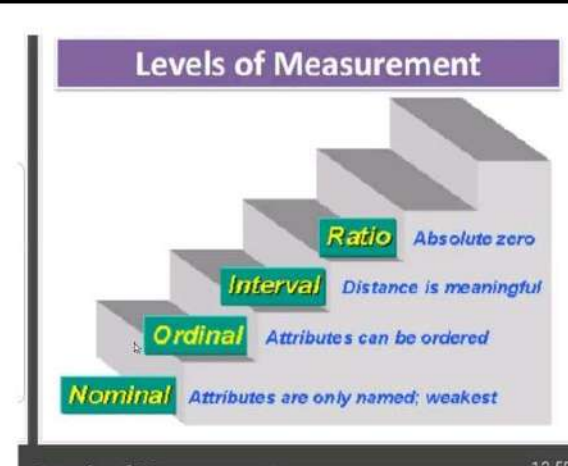 Levels of Measurement
Ratio Absolute zero
Interval Distance is meaningful
Ordinal Attributes can be ordered
Nominal Attributes are only named; weakest